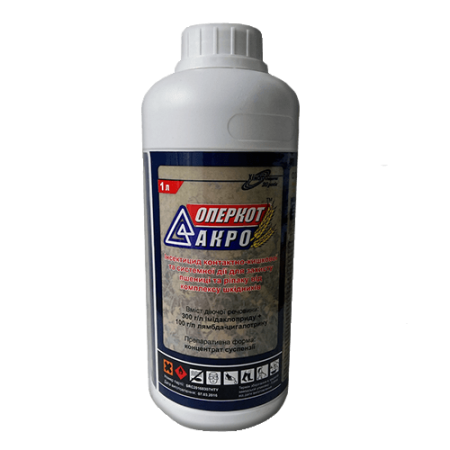 1 л
ОПЕРКОТ
АКРО
Інсектицид контактно-кишкової
та системної дії для захисту
пшениці та ріпаку від
комплексу шкідників
Вміст діючої речовини:
300 г/л імідаклоприду +
100 г/л лямбда-цигалотрину
Препаративна форма:
концентрат суспензії